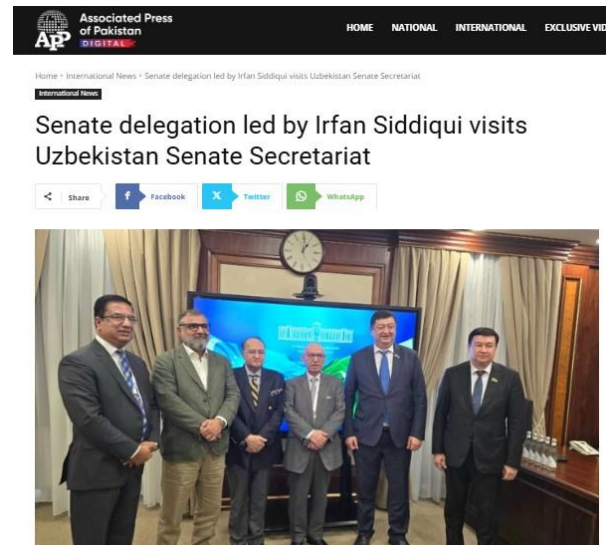 Associated Press
of Pakistan
APP DIGITAL
HOME NATIONAL INTERNATIONAL EXCLUSIVE VID
Home › International News › Senate delegation led by Irfan Siddiqui visits Uzbekistan Senate Secretariat
International News
Senate delegation led by Irfan Siddiqui visits
Uzbekistan Senate Secretariat
Share Facebook Twitter WhatsApp